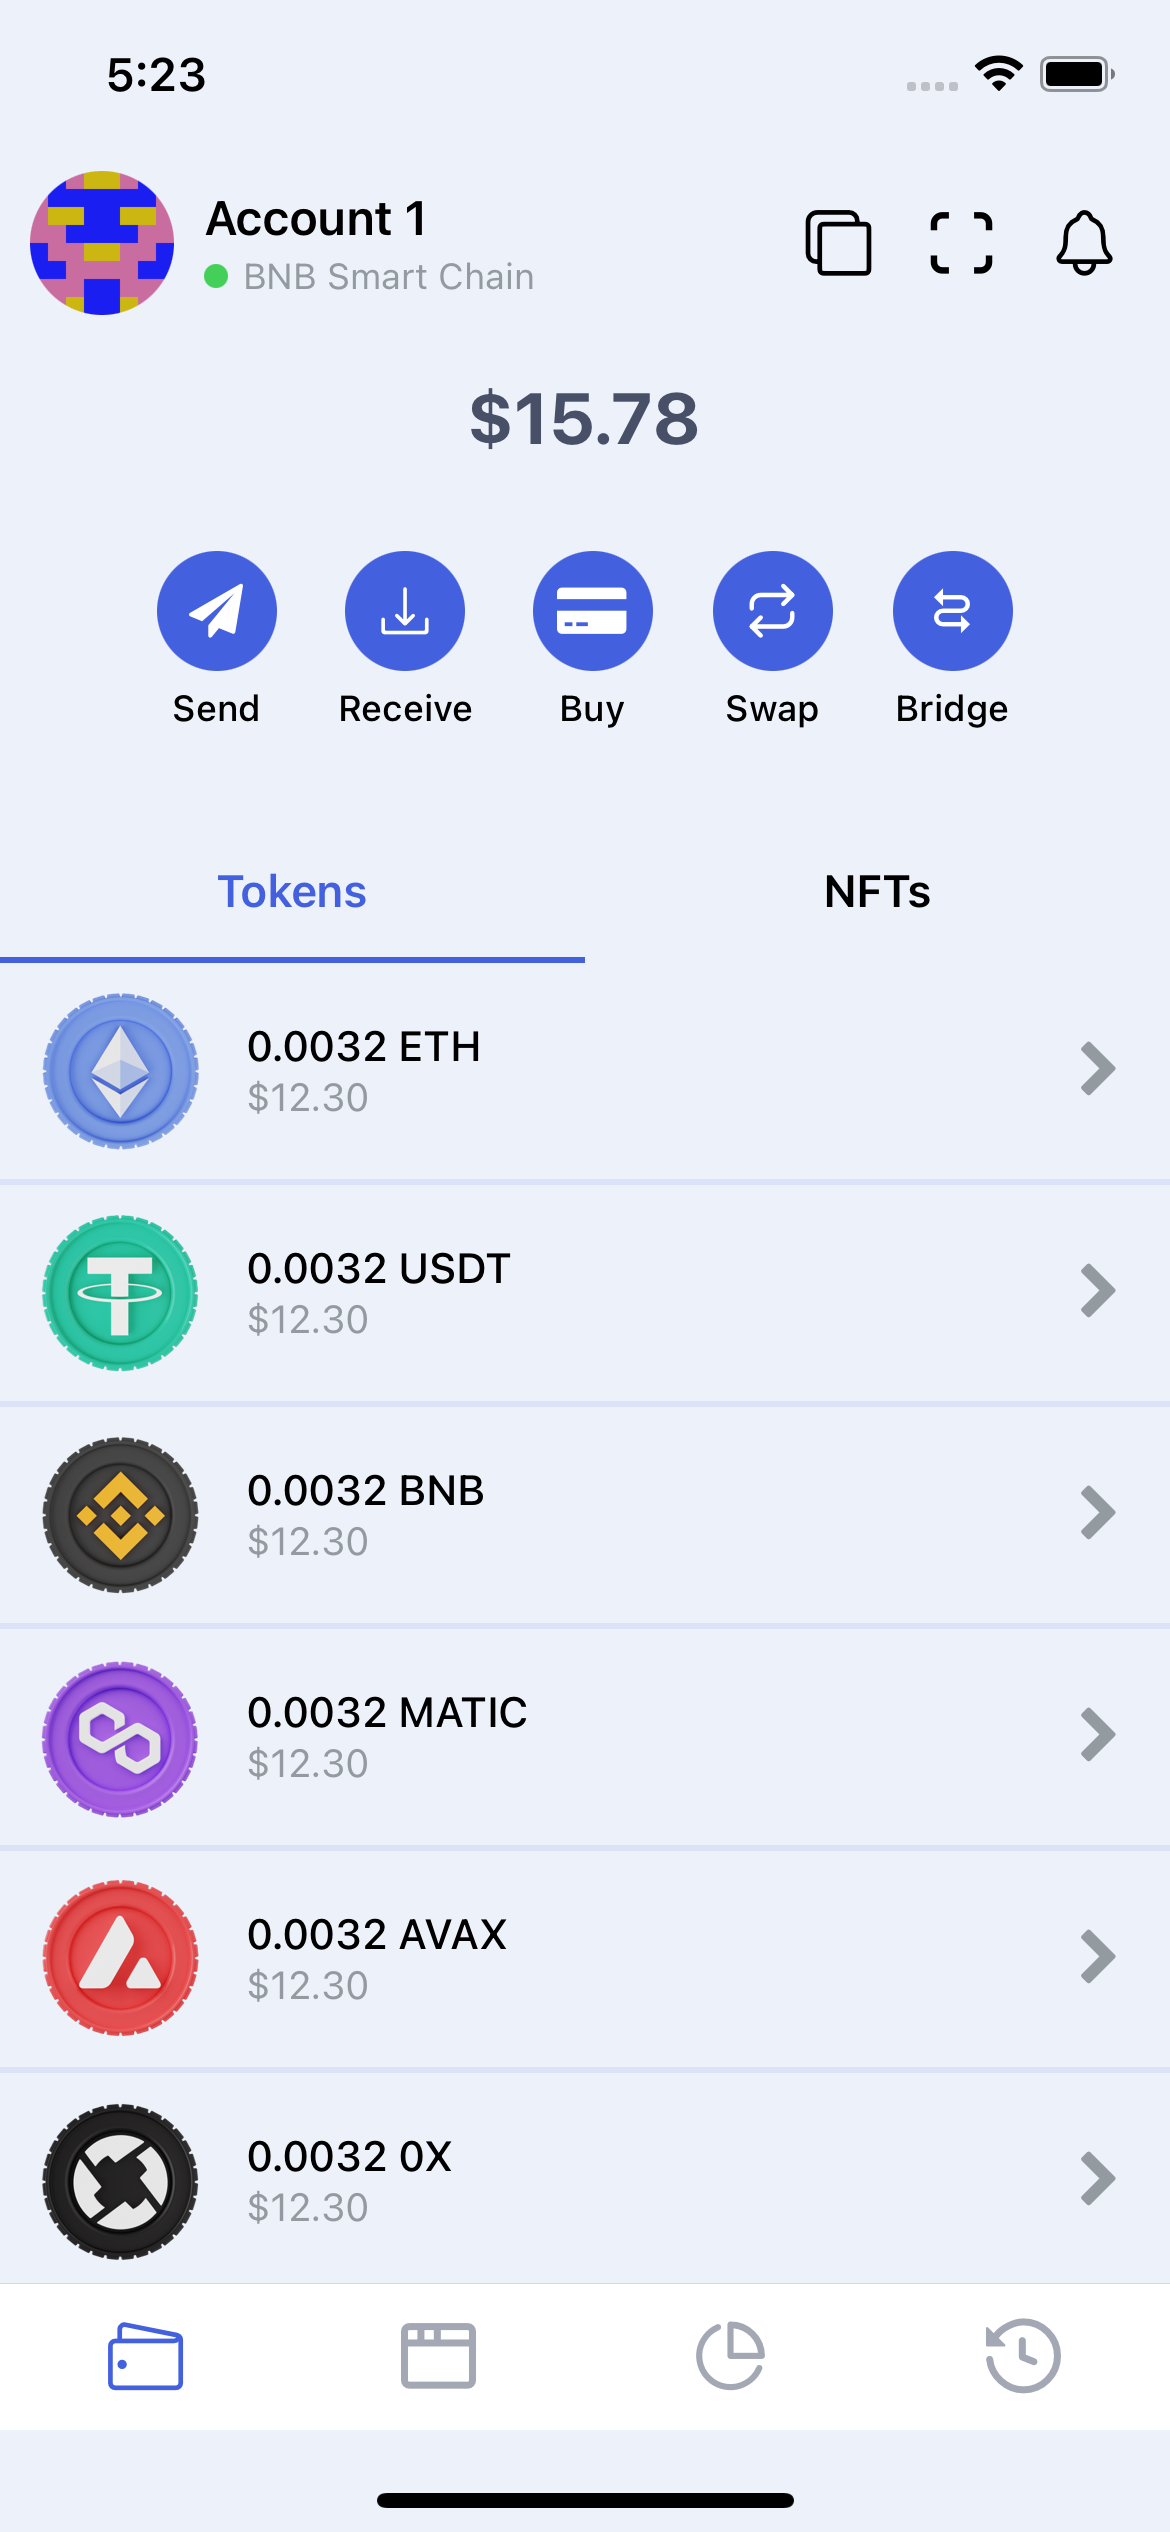 5:23
Account 1
BNB Smart Chain
$15.78
Send Receive Buy Swap Bridge
Tokens NFTs
0.0032 ETH
$12.30
0.0032 USDT
$12.30
0.0032 BNB
$12.30
0.0032 MATIC
$12.30
0.0032 AVAX
$12.30
0.0032 0X
$12.30